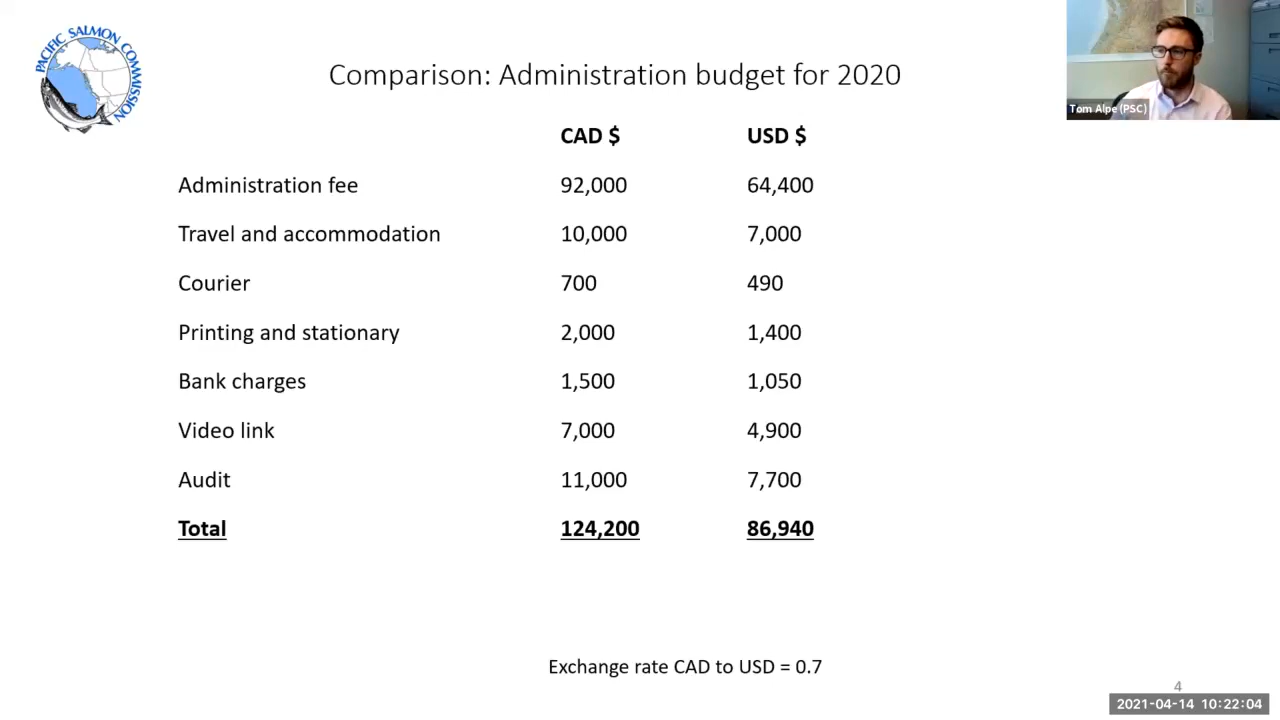 PACIFIC SALMON COMMISSION
Comparison: Administration budget for 2020
Tom Alpe (PSC)
CAD $ USD $
Administration fee 92,000 64,400
Travel and accommodation 10,000 7,000
Courier 700 490
Printing and stationary 2,000 1,400
Bank charges 1,500 1,050
Video link 7,000 4,900
Audit 11,000 7,700
Total 124,200 86,940
Exchange rate CAD to USD = 0.7
4
2021-04-14 10:22:04